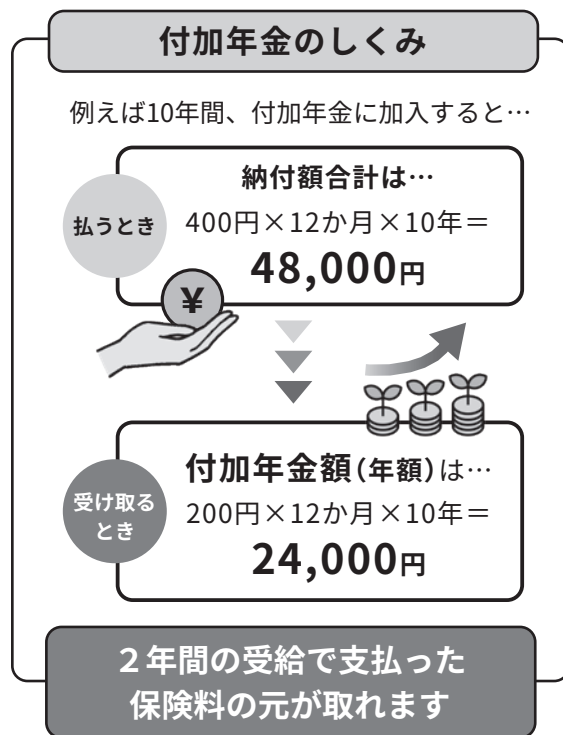 付加年金のしくみ
例えば10年間、付加年金に加入すると…
払うとき
納付額合計は…
400円×12か月×10年＝
48,000円
¥
受け取る
とき
付加年金額(年額)は…
200円×12か月×10年＝
24,000円
２年間の受給で支払った
保険料の元が取れます